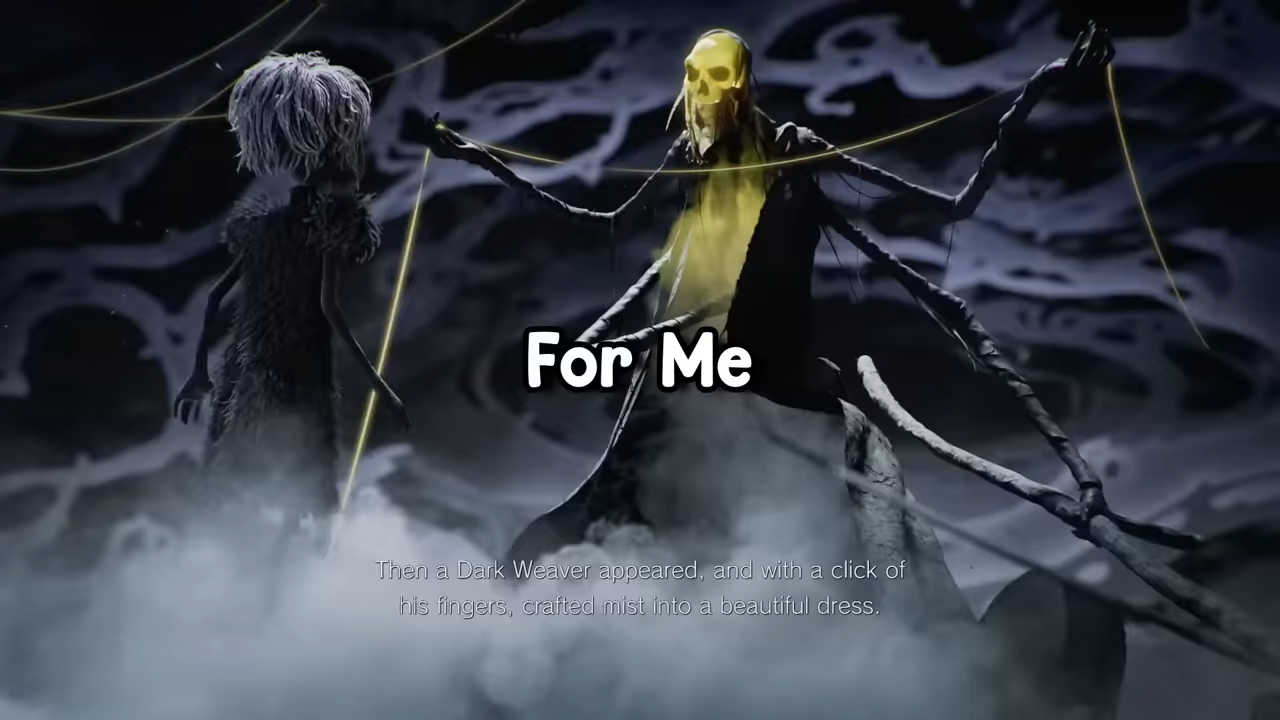 For Me
Then a Dark Weaver appeared, and with a click of
his fingers, crafted mist into a beautiful dress.